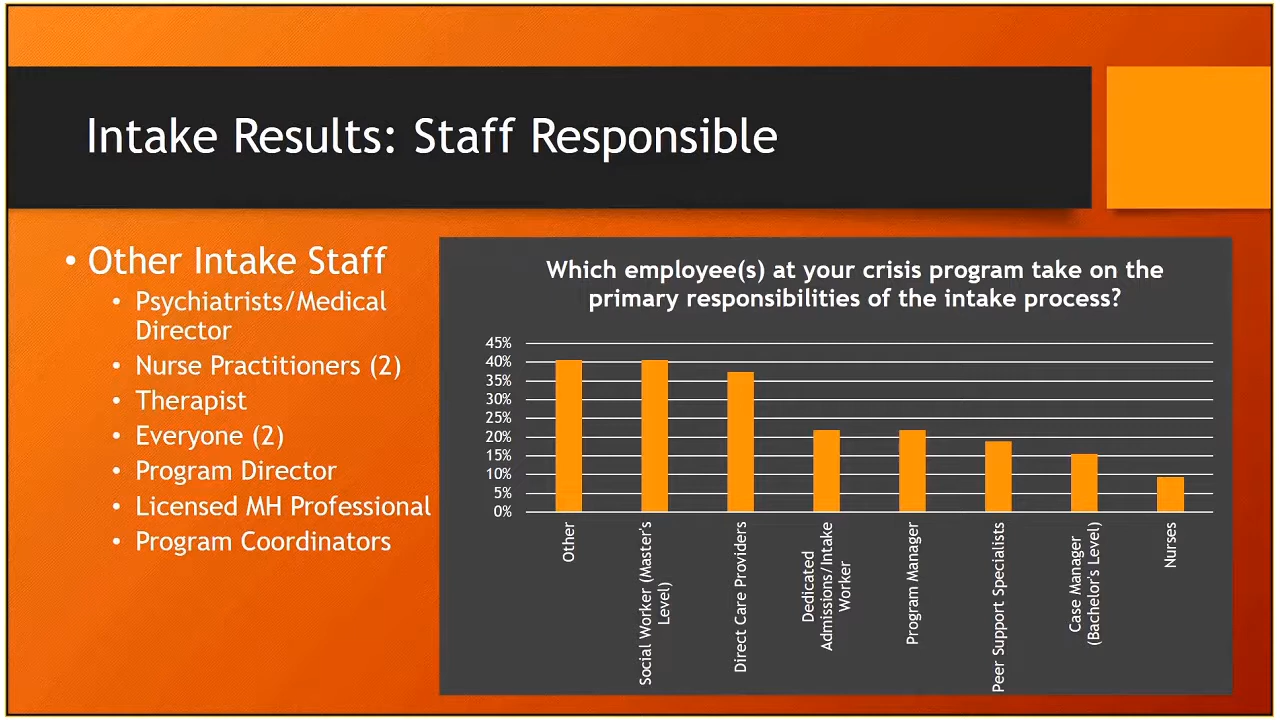 Intake Results: Staff Responsible
• Other Intake Staff
• Psychiatrists/Medical
Director
• Nurse Practitioners (2)
• Therapist
• Everyone (2)
• Program Director
• Licensed MH Professional
• Program Coordinators
Which employee(s) at your crisis program take on the
primary responsibilities of the intake process?
45%
40%
35%
30%
25%
20%
15%
10%
5%
0%
Other
Social Worker (Master's
Level)
Direct Care Providers
Dedicated
Admissions/Intake
Worker
Program Manager
Peer Support Specialists
Case Manager
(Bachelor's Level)
Nurses